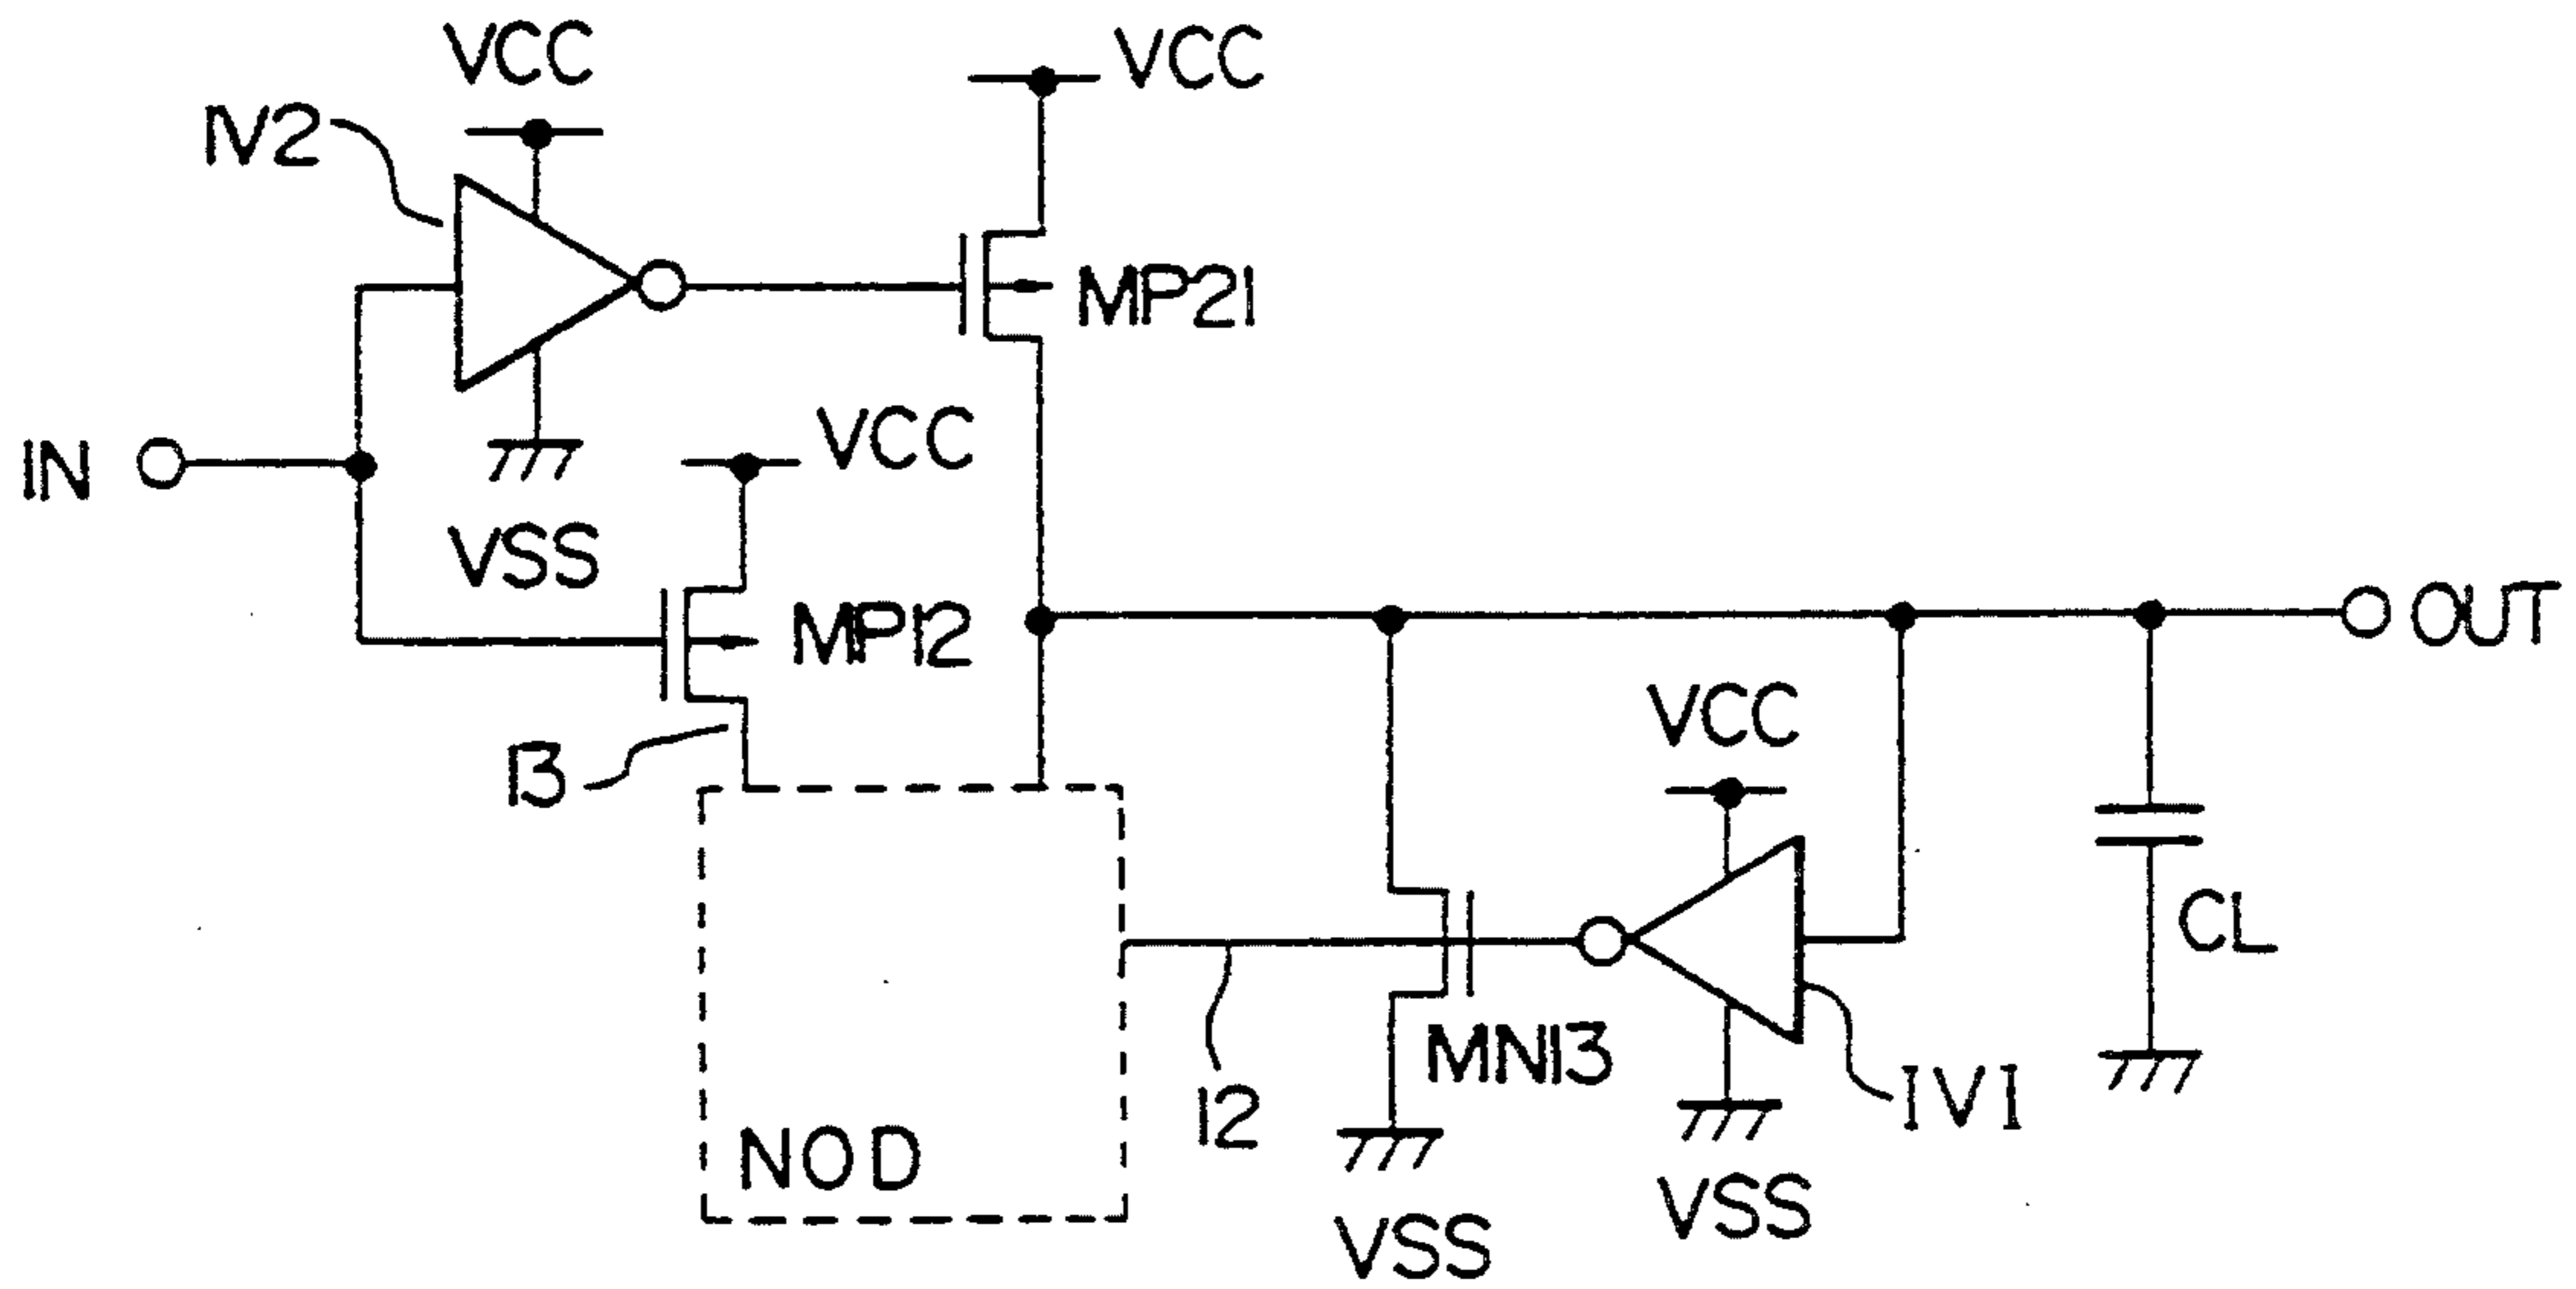 VCC
VCC
IV2
MP21
VCC
IN
VSS
MP12
OUT
VCC
13
CL
MN13
IV1
12
NOD
VSS
VSS